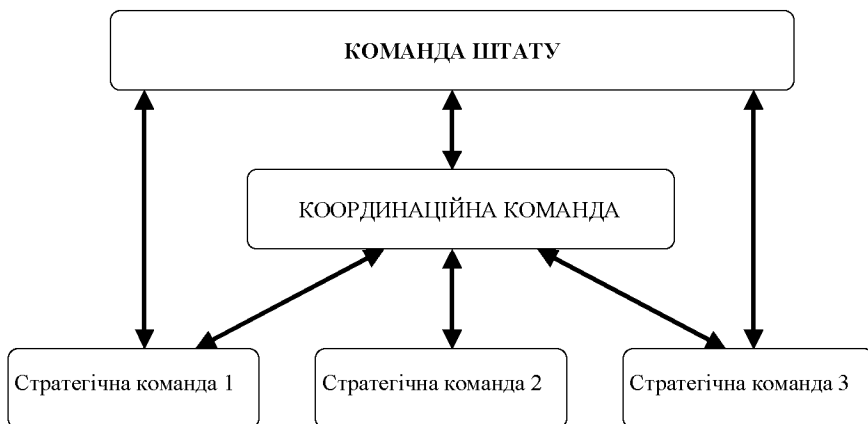 КОМАНДА ШТАТУ
КООРДИНАЦІЙНА КОМАНДА
Стратегічна команда 1
Стратегічна команда 2
Стратегічна команда 3